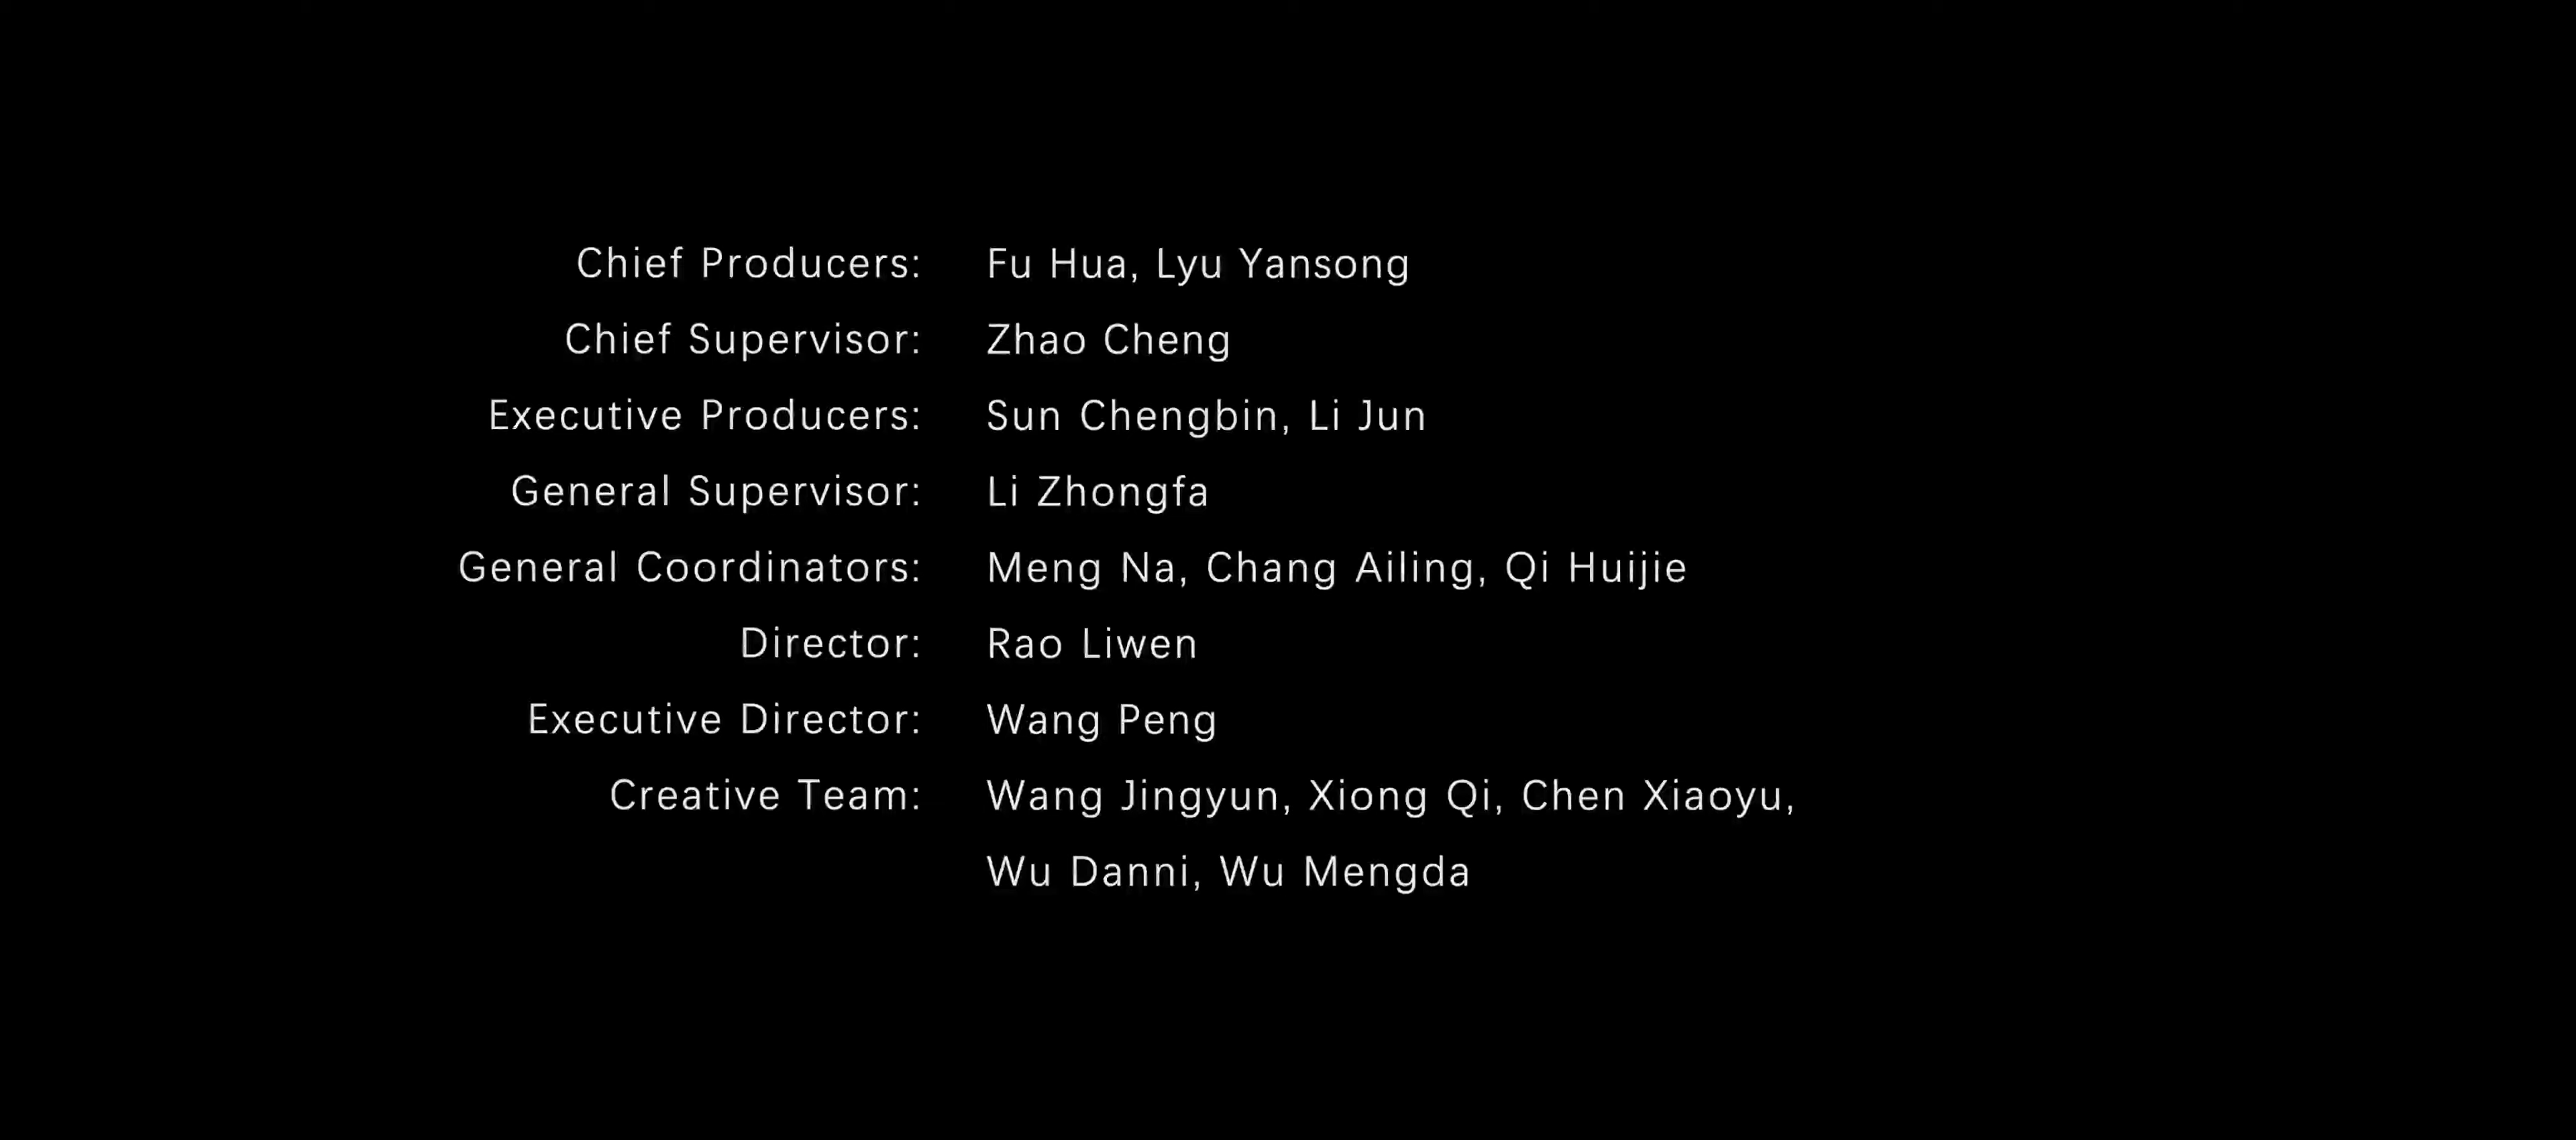 Chief Producers: Fu Hua, Lyu Yansong
Chief Supervisor: Zhao Cheng
Executive Producers: Sun Chengbin, Li Jun
General Supervisor: Li Zhongfa
General Coordinators: Meng Na, Chang Ailing, Qi Huijie
Director: Rao Liwen
Executive Director: Wang Peng
Creative Team: Wang Jingyun, Xiong Qi, Chen Xiaoyu,
Wu Danni, Wu Mengda